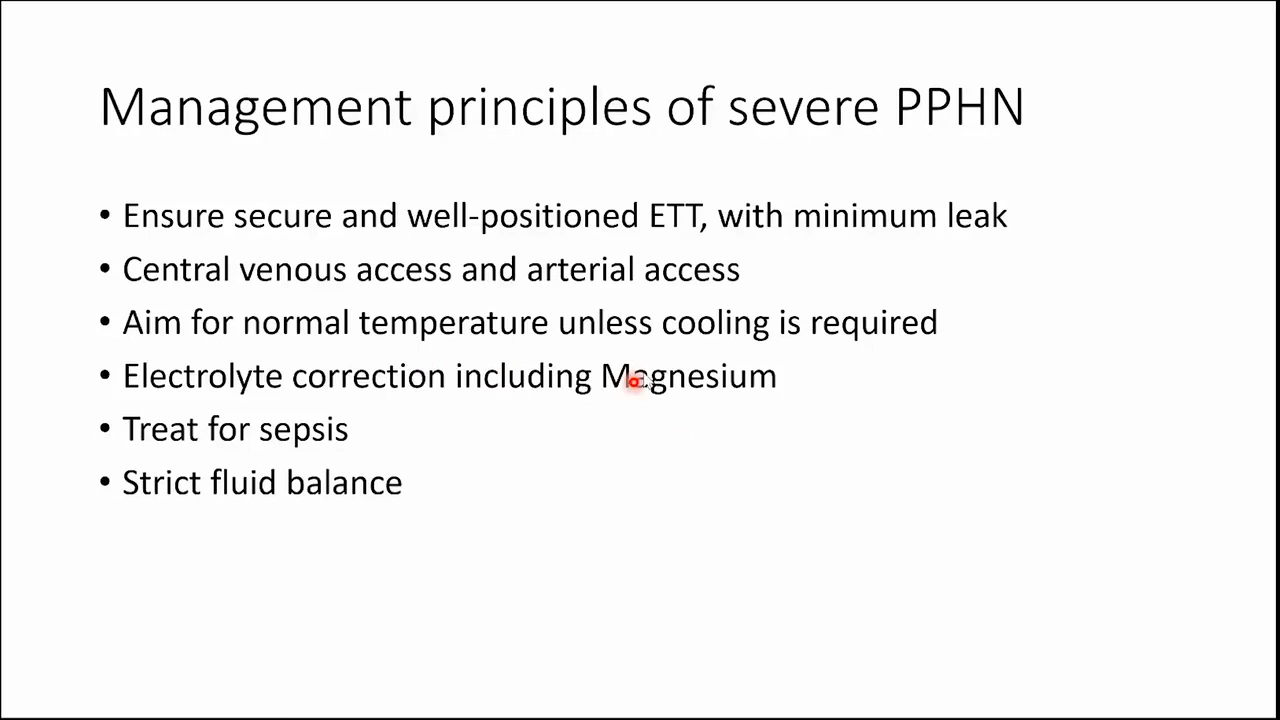 Management principles of severe PPHN
• Ensure secure and well-positioned ETT, with minimum leak
• Central venous access and arterial access
• Aim for normal temperature unless cooling is required
• Electrolyte correction including Magnesium
• Treat for sepsis
• Strict fluid balance